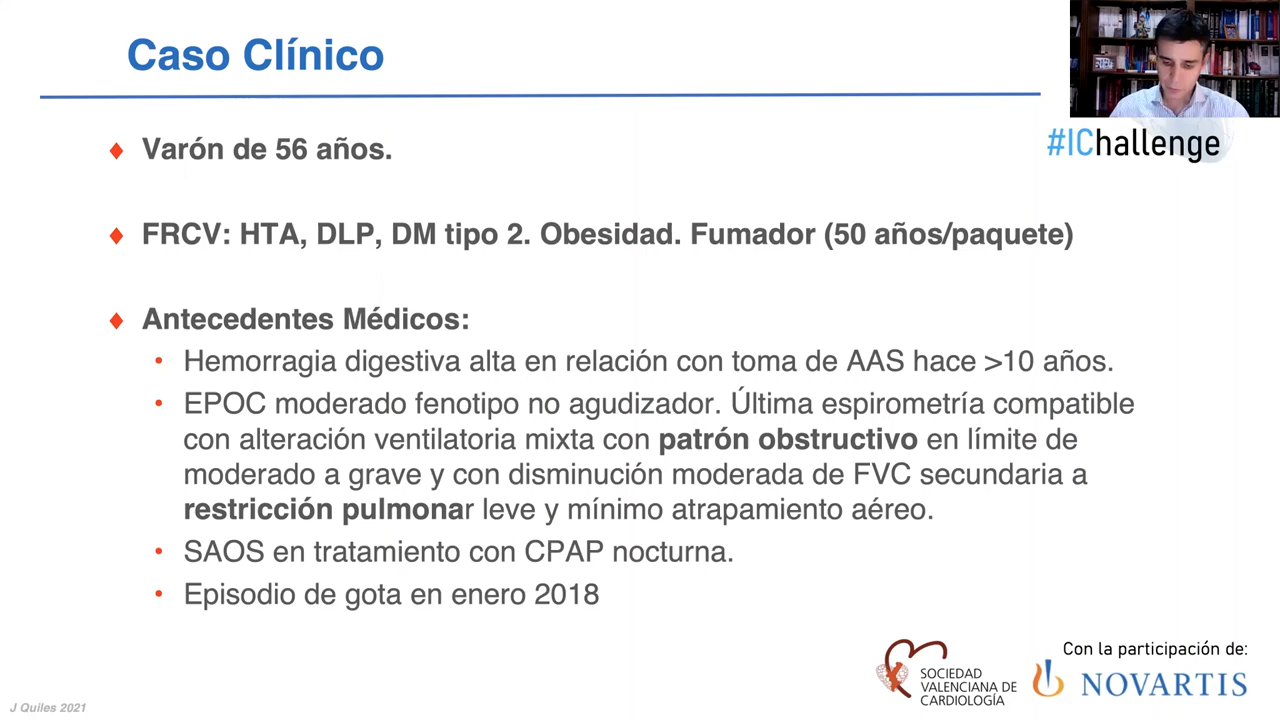 Caso Clínico
#IChallenge
Varón de 56 años.
FRCV: HTA, DLP, DM tipo 2. Obesidad. Fumador (50 años/paquete)
Antecedentes Médicos:
Hemorragia digestiva alta en relación con toma de AAS hace >10 años.
EPOC moderado fenotipo no agudizador. Última espirometría compatible
con alteración ventilatoria mixta con patrón obstructivo en límite de
moderado a grave y con disminución moderada de FVC secundaria a
restricción pulmonar leve y mínimo atrapamiento aéreo.
SAOS en tratamiento con CPAP nocturna.
Episodio de gota en enero 2018
Con la participación de:
SOCIEDAD
VALENCIANA DE
CARDIOLOGÍA
NOVARTIS
J Quiles 2021